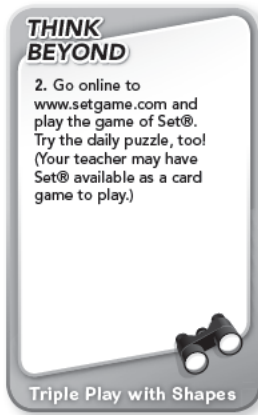 THINK
BEYOND
2. Go online to
www.setgame.com and
play the game of Set®.
Try the daily puzzle, too!
(Your teacher may have
Set® available as a card
game to play.)
Triple Play with Shapes